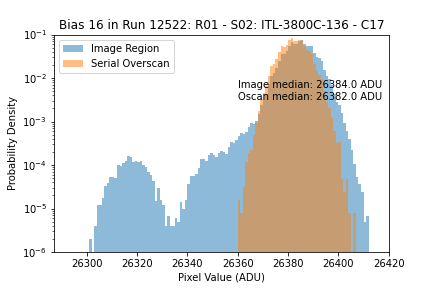 Bias 16 in Run 12522: R01 - S02: ITL-3800C-136 - C17
Image Region
Serial Overscan
Image median: 26384.0 ADU
Oscan median: 26382.0 ADU
Probability Density
10⁻¹
10⁻²
10⁻³
10⁻⁴
10⁻⁵
10⁻⁶
26300 26320 26340 26360 26380 26400 26420
Pixel Value (ADU)